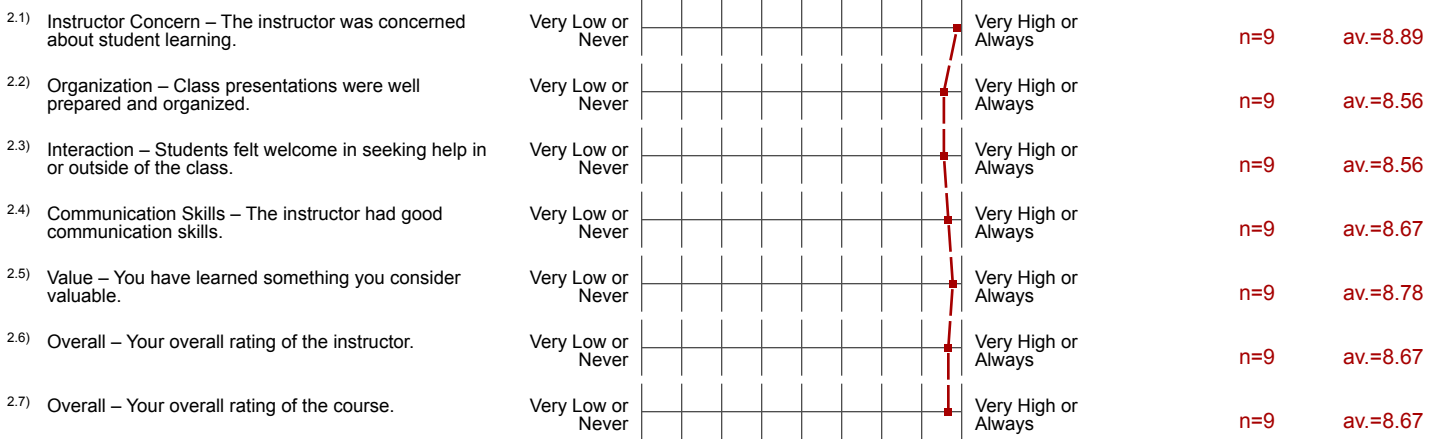 2.1) Instructor Concern – The instructor was concerned about student learning. Very Low or Never Very High or Always n=9 av.=8.89
2.2) Organization – Class presentations were well prepared and organized. Very Low or Never Very High or Always n=9 av.=8.56
2.3) Interaction – Students felt welcome in seeking help in or outside of the class. Very Low or Never Very High or Always n=9 av.=8.56
2.4) Communication Skills – The instructor had good communication skills. Very Low or Never Very High or Always n=9 av.=8.67
2.5) Value – You have learned something you consider valuable. Very Low or Never Very High or Always n=9 av.=8.78
2.6) Overall – Your overall rating of the instructor. Very Low or Never Very High or Always n=9 av.=8.67
2.7) Overall – Your overall rating of the course. Very Low or Never Very High or Always n=9 av.=8.67